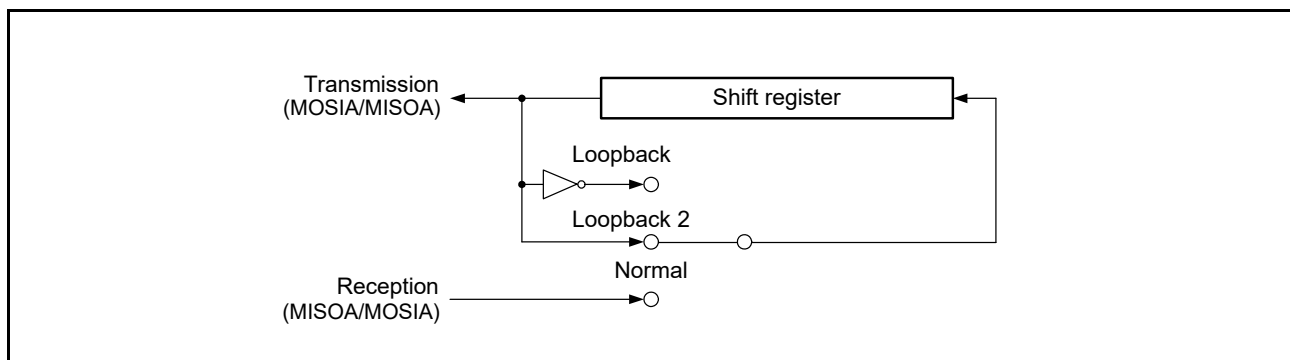 Transmission
(MOSIA/MISOA)
Shift register
Loopback
Loopback 2
Normal
Reception
(MISOA/MOSIA)